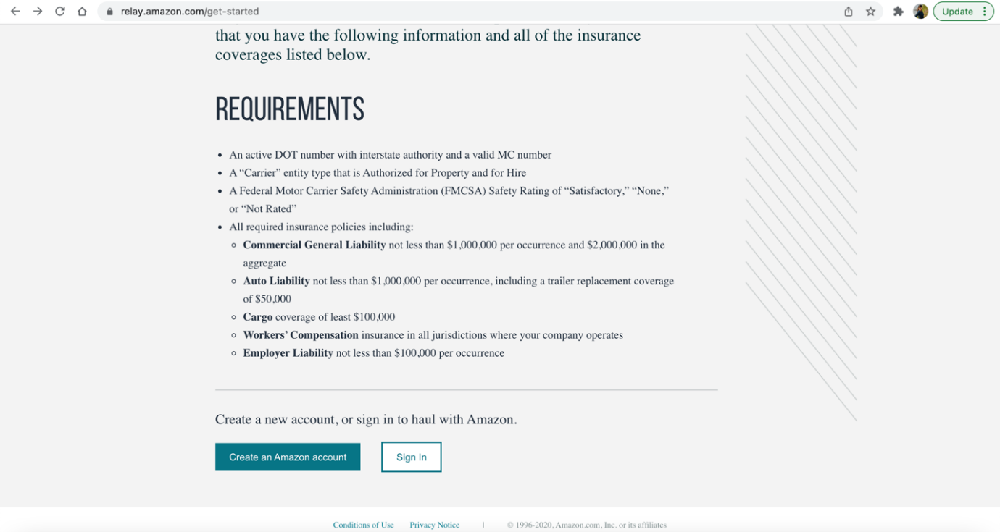 relay.amazon.com/get-started
Update
that you have the following information and all of the insurance
coverages listed below.
REQUIREMENTS
• An active DOT number with interstate authority and a valid MC number
• A “Carrier” entity type that is Authorized for Property and for Hire
• A Federal Motor Carrier Safety Administration (FMCSA) Safety Rating of “Satisfactory,” “None,”
or “Not Rated”
• All required insurance policies including:
◦ Commercial General Liability not less than $1,000,000 per occurrence and $2,000,000 in the
aggregate
◦ Auto Liability not less than $1,000,000 per occurrence, including a trailer replacement coverage
of $50,000
◦ Cargo coverage of least $100,000
◦ Workers’ Compensation insurance in all jurisdictions where your company operates
◦ Employer Liability not less than $100,000 per occurrence
Create a new account, or sign in to haul with Amazon.
Create an Amazon account Sign In
Conditions of Use Privacy Notice | © 1996-2020, Amazon.com, Inc. or its affiliates